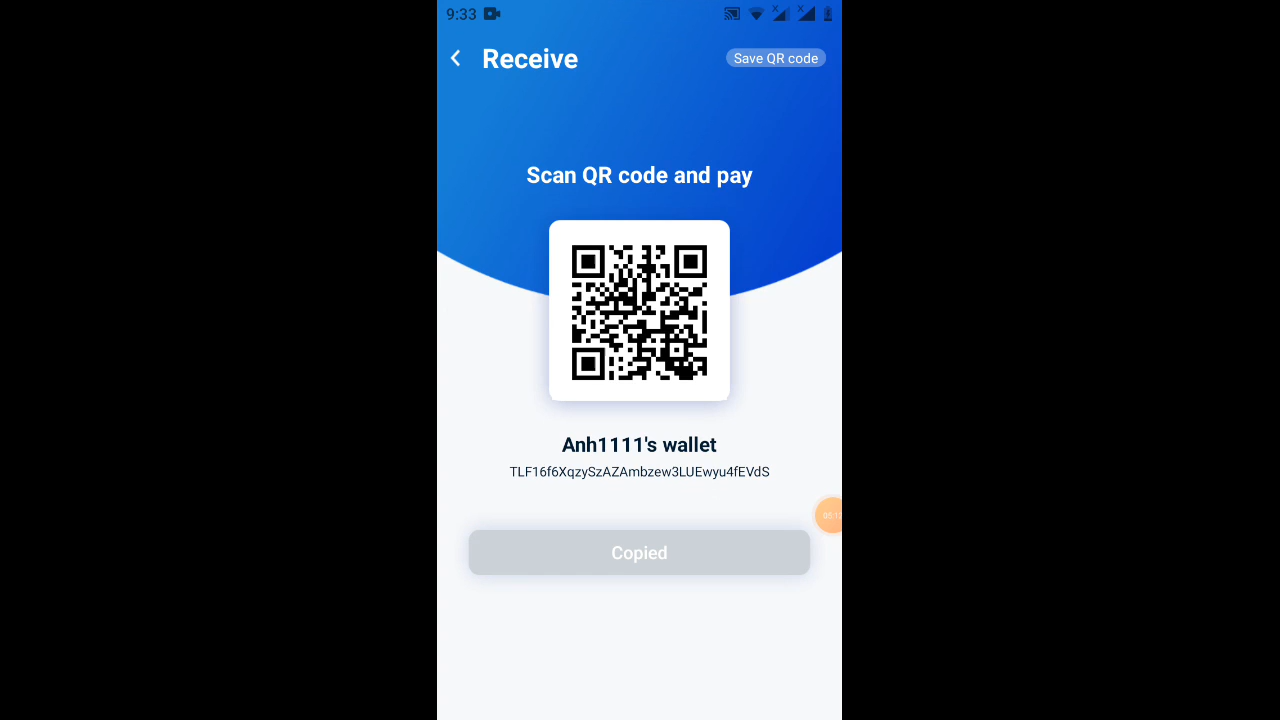 9:33
Receive
Save QR code
Scan QR code and pay
Anh1111's wallet
TLF16f6XqzySzAZAmbzew3LUEwyu4fEVdS
Copied